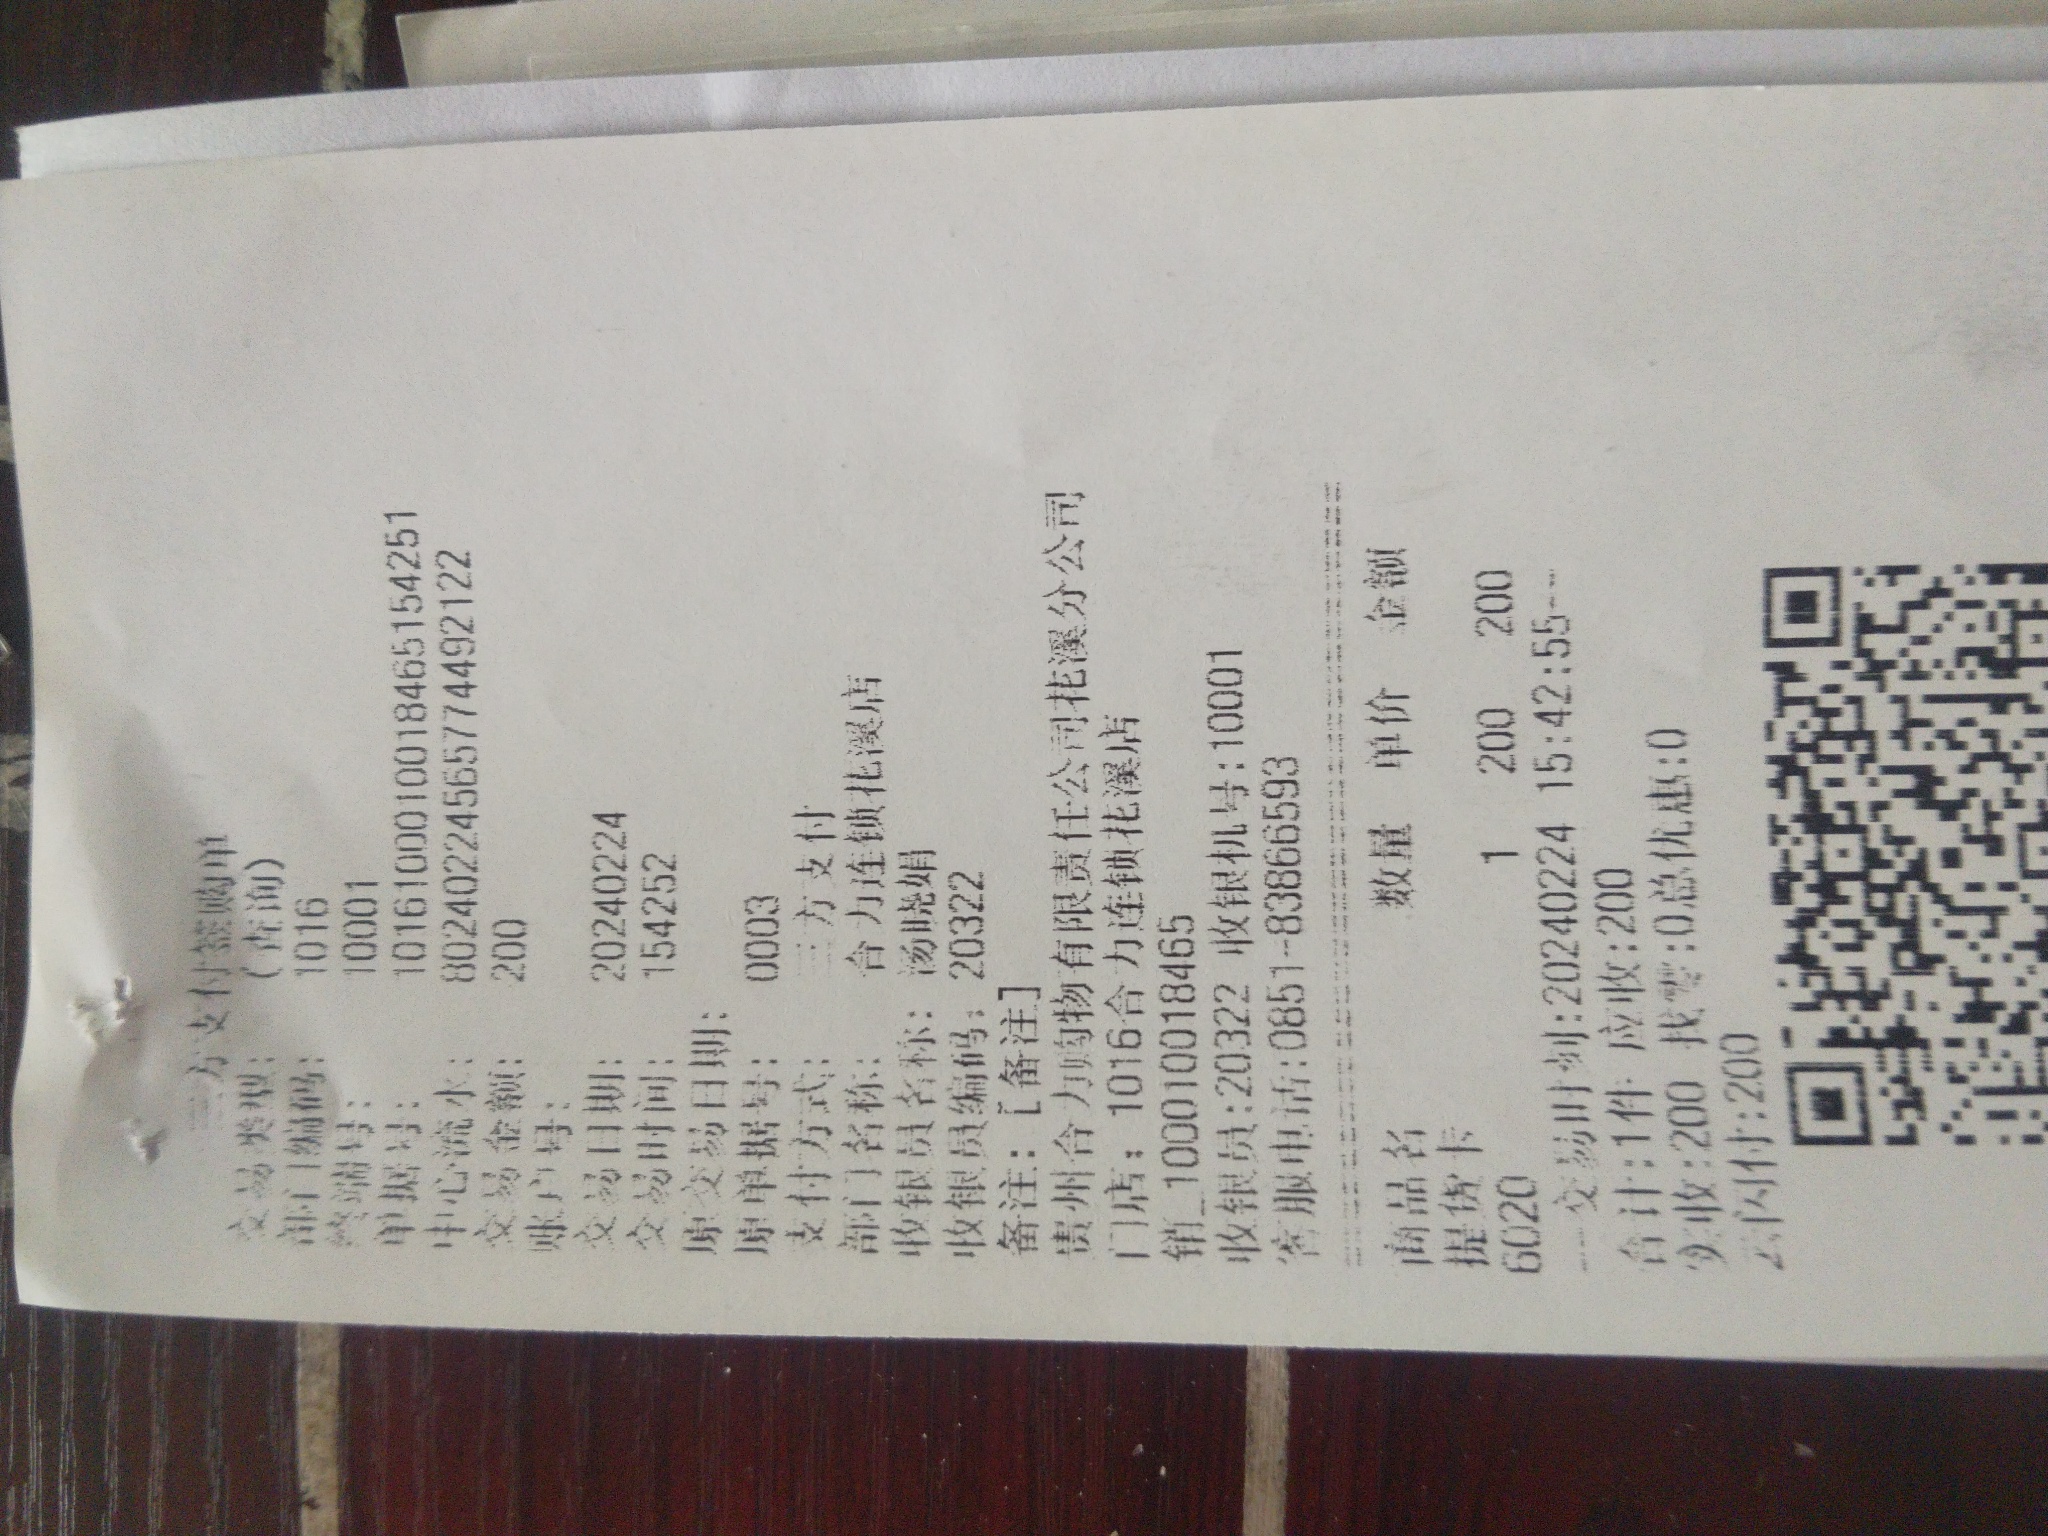 三方支付签购单
交易类型: (查询)
部门编码: 1016
终端号: 10001
单据号: 1016100010018465154251
中心流水: 8024022456577449​2122
交易金额: 200
账户号:
交易日期: 20240224
交易时间: 154252
原交易日期:
原单据号: 0003
支付方式: 三方支付
部门名称: 合力连锁花溪店
收银员名称: 汤晓娟
收银员编码: 20322
备注: [备注]
贵州合力购物有限责任公司花溪分公司
门店: 1016合力连锁花溪店
销_100010018465
收银员:20322 收银机号:10001
客服电话:0851-83866593
商品名 数量 单价 金额
提货卡
6020 1 200 200
---交易时刻:20240224 15:42:55--
合计:1件 应收:200
实收:200 找零:0总优惠:0
云闪付:200